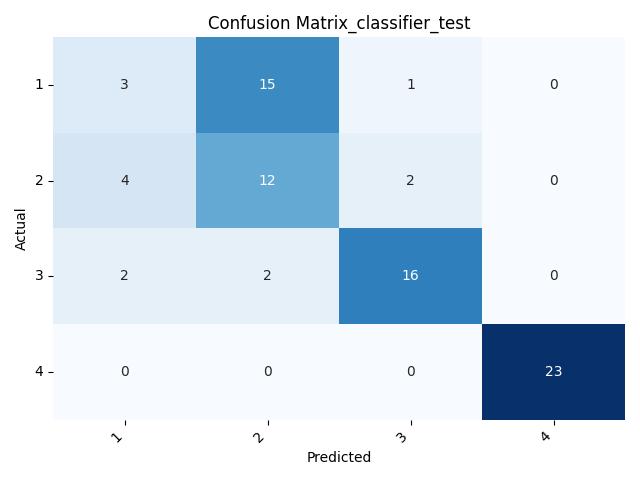 Confusion Matrix_classifier_test
1 3 15 1 0
2 4 12 2 0
Actual
3 2 2 16 0
4 0 0 0 23
1 2 3 4
Predicted